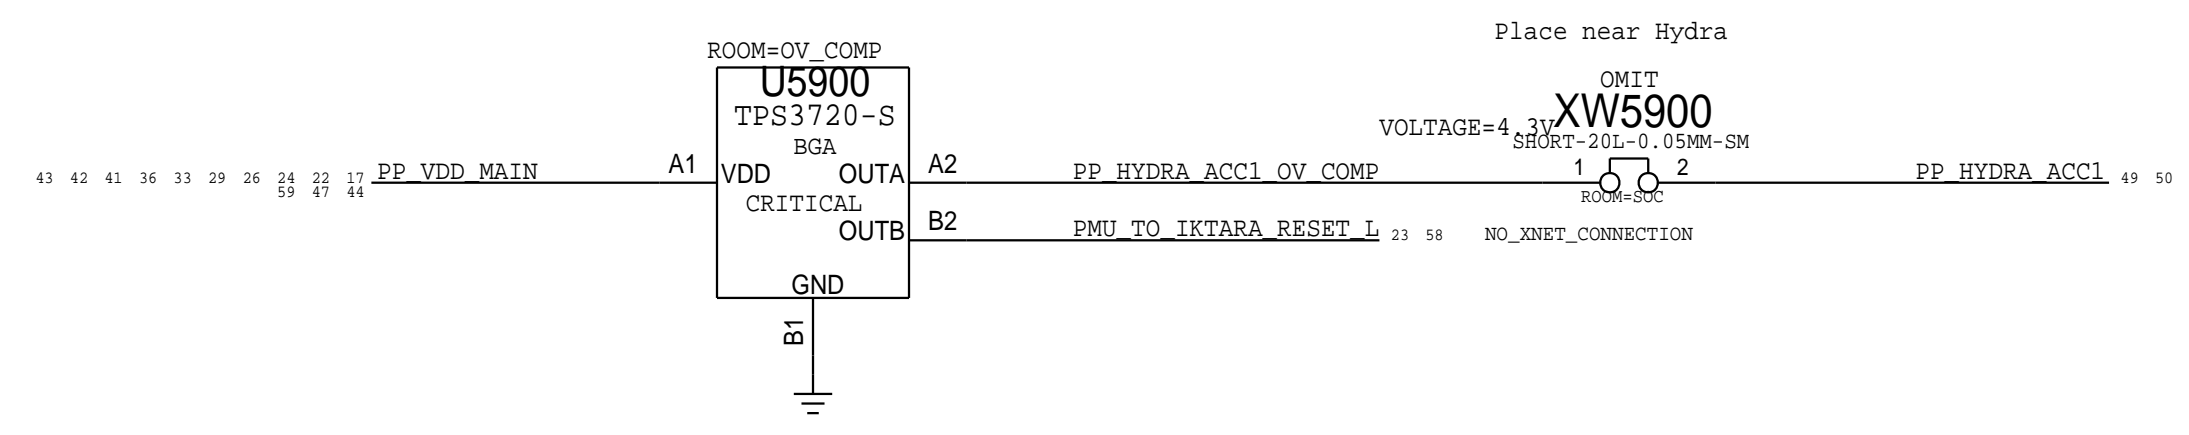 Place near Hydra
ROOM=OV_COMP
U5900
TPS3720-S
BGA
OMIT
XW5900
VOLTAGE=4.3V
SHORT-20L-0.05MM-SM
43 42 41 36 33 29 26 24 22 17 PP_VDD_MAIN A1 VDD OUTA A2 PP_HYDRA_ACC1_OV_COMP 1 2 PP_HYDRA_ACC1 49 50
59 47 44
ROOM=SOC
CRITICAL
OUTB B2 PMU_TO_IKTARA_RESET_L 23 58 NO_XNET_CONNECTION
GND
B1